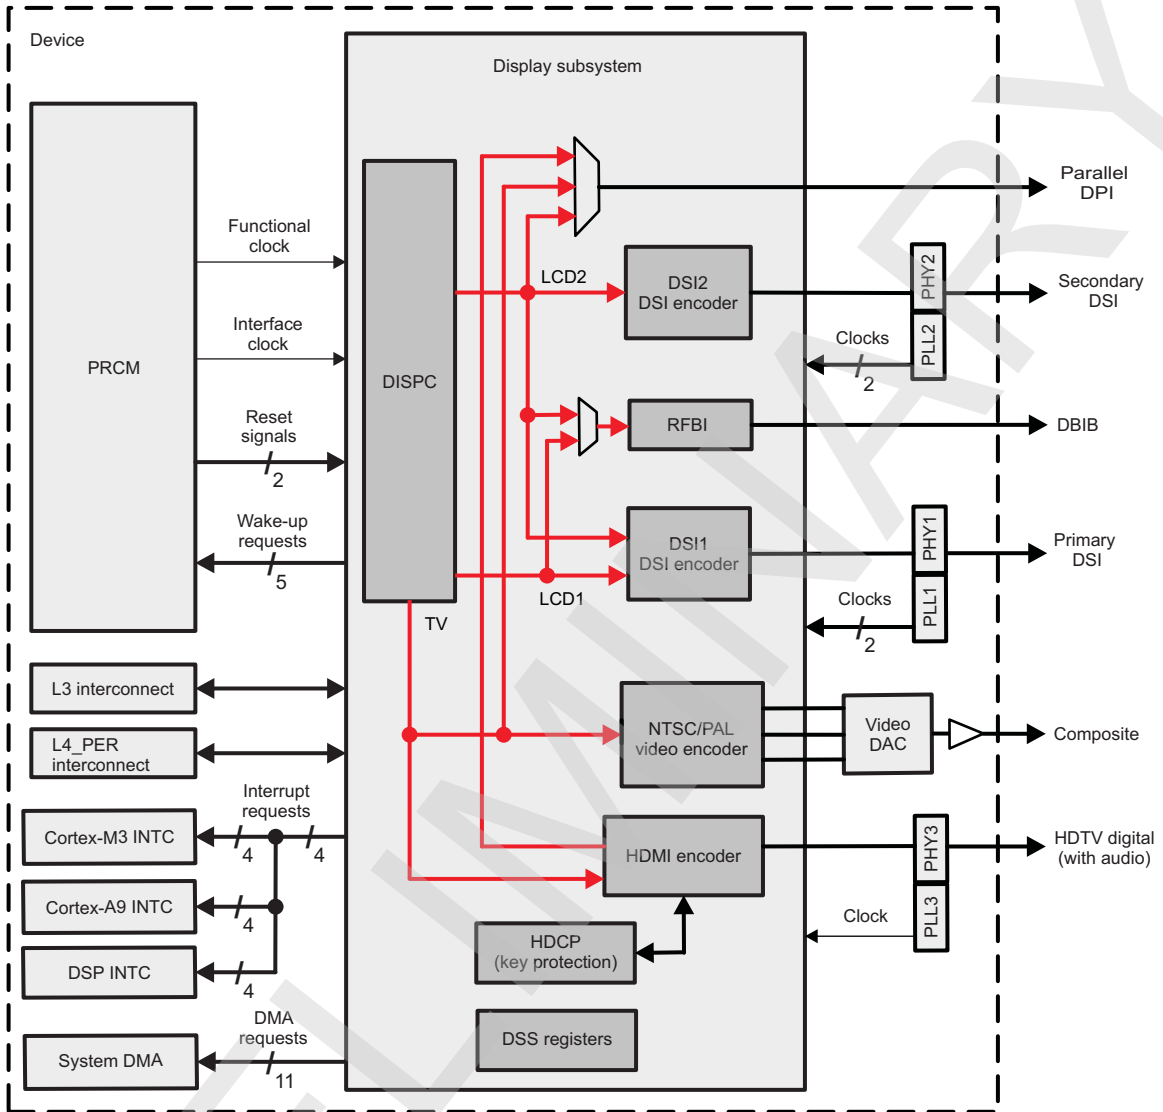 Device
Display subsystem
PRCM
Functional
clock
Interface
clock
Reset
signals
2
Wake-up
requests
5
DISPC
LCD2
LCD1
TV
DSI2
DSI encoder
RFBI
DSI1
DSI encoder
NTSC/PAL
video encoder
HDMI encoder
HDCP
(key protection)
DSS registers
Parallel
DPI
PHY2
PLL2
Secondary
DSI
Clocks
2
DBIB
PHY1
PLL1
Primary
DSI
Clocks
2
Video
DAC
Composite
PHY3
PLL3
HDTV digital
(with audio)
Clock
L3 interconnect
L4_PER
interconnect
Interrupt
requests
Cortex-M3 INTC
4
4
Cortex-A9 INTC
4
DSP INTC
4
System DMA
DMA
requests
11